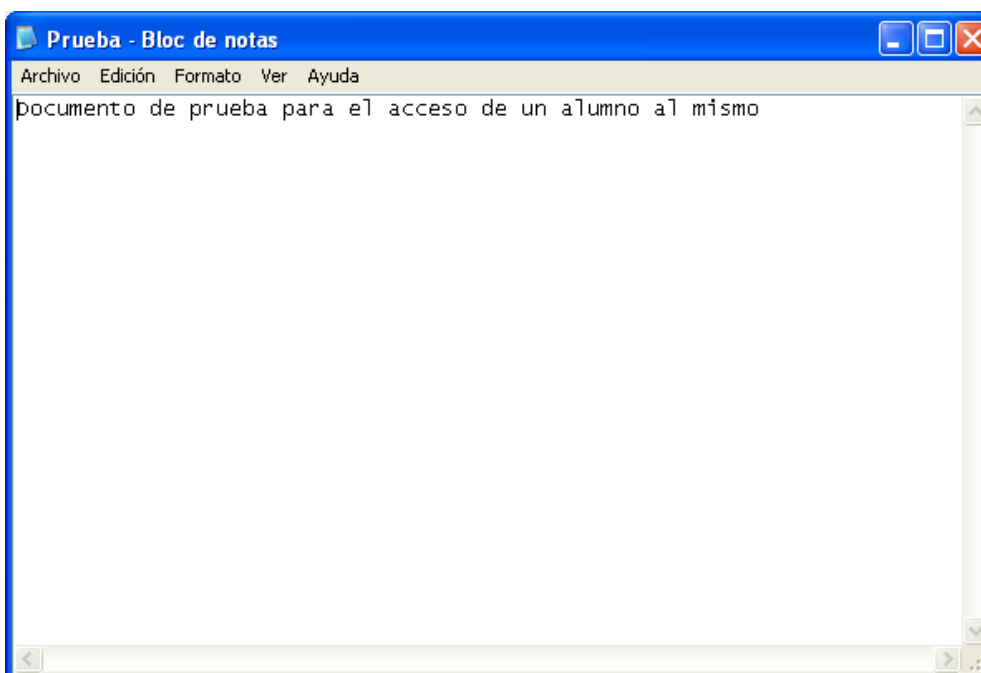 Prueba - Bloc de notas
Archivo Edición Formato Ver Ayuda
Documento de prueba para el acceso de un alumno al mismo